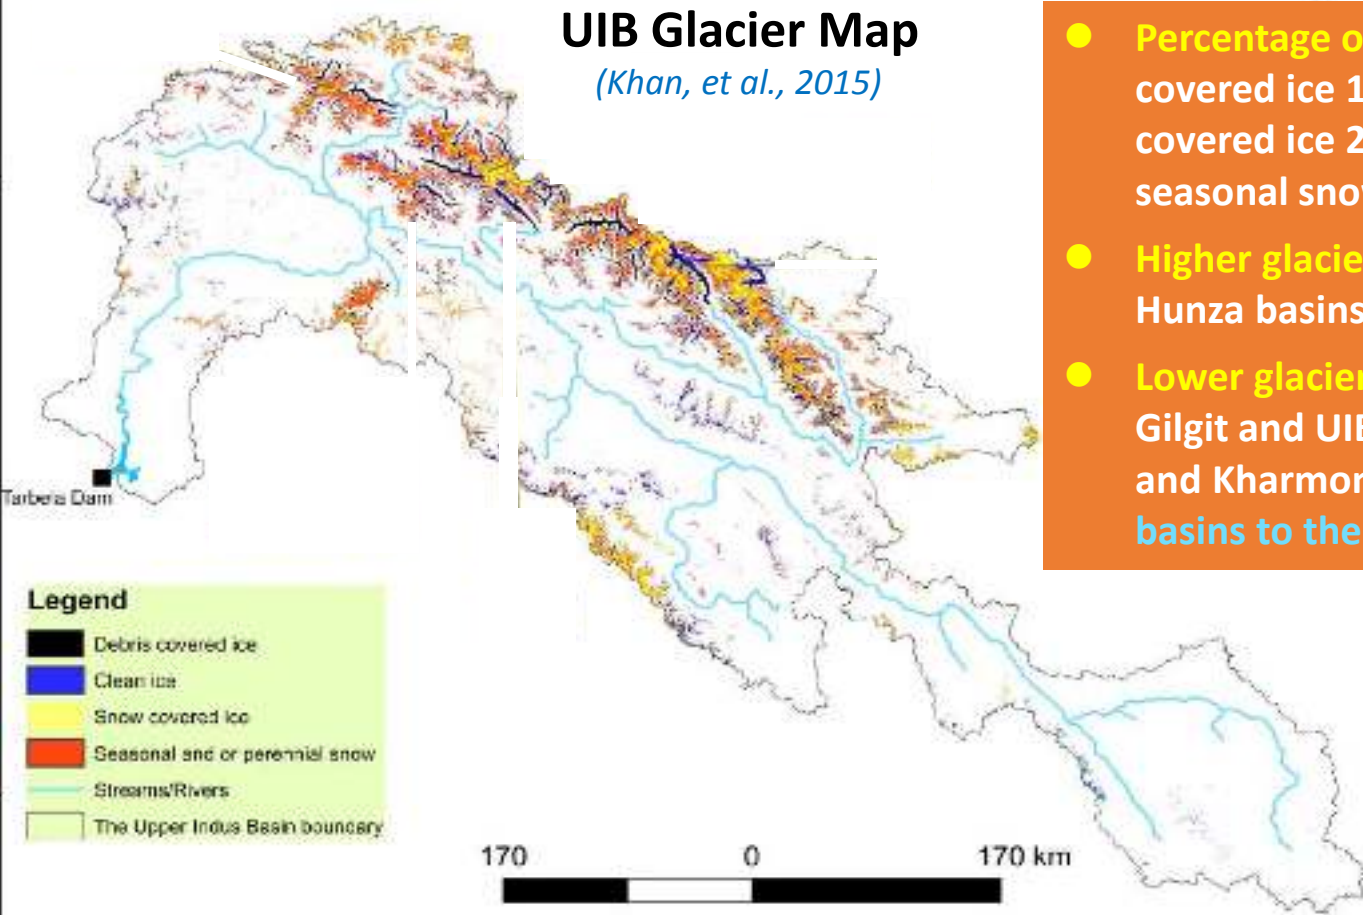 UIB Glacier Map
(Khan, et al., 2015)
Percentage o
covered ice 1
covered ice 2
seasonal sno
Higher glacie
Hunza basins
Lower glacier
Gilgit and UIB
and Kharmon
basins to the
Tarbela Dam
Legend
Debris covered ice
Clean ice
Snow covered ice
Seasonal and or perennial snow
Streams/Rivers
The Upper Indus Basin boundary
170 0 170 km